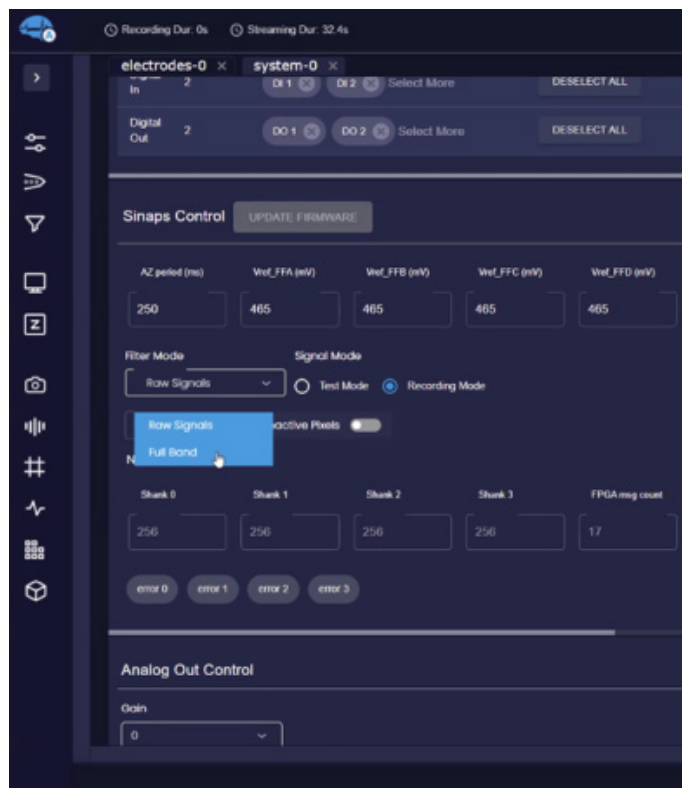 Recording Dur: 0s Streaming Dur: 32.4s
electrodes-0 × system-0 ×
In 2 DI 1 DI 2 Select More DESELECT ALL
Digital
Out 2 DO 1 DO 2 Select More DESELECT ALL
Sinaps Control UPDATE FIRMWARE
AZ period (ms) Vref_FFA (mV) Vref_FFB (mV) Vref_FFC (mV) Vref_FFD (mV)
250 465 465 465 465
Filter Mode Signal Mode
Raw Signals Test Mode Recording Mode
Raw Signals Pixels
Full Band
Shank 0 Shank 1 Shank 2 Shank 3 FPGA msg count
256 256 256 256 17
error 0 error 1 error 2 error 3
Analog Out Control
Gain
0